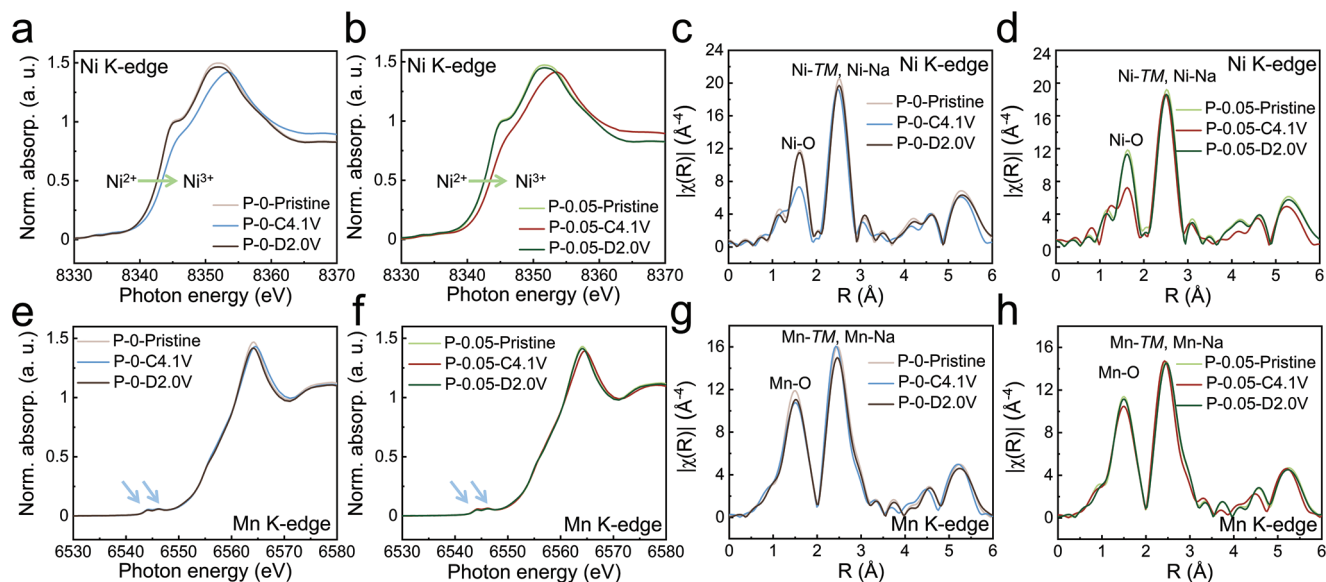 a
Ni K-edge
Norm. absorp. (a. u.)
1.5
1
0.5
0
Ni²⁺
Ni³⁺
P-0-Pristine
P-0-C4.1V
P-0-D2.0V
8330 8340 8350 8360 8370
Photon energy (eV)
b
Ni K-edge
Norm. absorp. (a. u.)
1.5
1
0.5
0
Ni²⁺
Ni³⁺
P-0.05-Pristine
P-0.05-C4.1V
P-0.05-D2.0V
8330 8340 8350 8360 8370
Photon energy (eV)
c
Ni-TM, Ni-Na
Ni K-edge
P-0-Pristine
P-0-C4.1V
P-0-D2.0V
Ni-O
|χ(R)| (Å⁻⁴)
24
20
16
12
8
4
0
0 1 2 3 4 5 6
R (Å)
d
Ni K-edge
Ni-TM, Ni-Na
P-0.05-Pristine
P-0.05-C4.1V
P-0.05-D2.0V
Ni-O
|χ(R)| (Å⁻⁴)
24
20
16
12
8
4
0
0 1 2 3 4 5 6
R (Å)
e
P-0-Pristine
P-0-C4.1V
P-0-D2.0V
Norm. absorp. (a. u.)
1.5
1
0.5
0
Mn K-edge
6530 6540 6550 6560 6570 6580
Photon energy (eV)
f
P-0.05-Pristine
P-0.05-C4.1V
P-0.05-D2.0V
Norm. absorp. (a. u.)
1.5
1
0.5
0
Mn K-edge
6530 6540 6550 6560 6570 6580
Photon energy (eV)
g
Mn-TM, Mn-Na
P-0-Pristine
P-0-C4.1V
P-0-D2.0V
Mn-O
|χ(R)| (Å⁻⁴)
16
12
8
4
0
Mn K-edge
0 1 2 3 4 5 6
R (Å)
h
Mn-TM, Mn-Na
P-0.05-Pristine
P-0.05-C4.1V
P-0.05-D2.0V
Mn-O
|χ(R)| (Å⁻⁴)
16
12
8
4
0
Mn K-edge
0 1 2 3 4 5 6
R (Å)